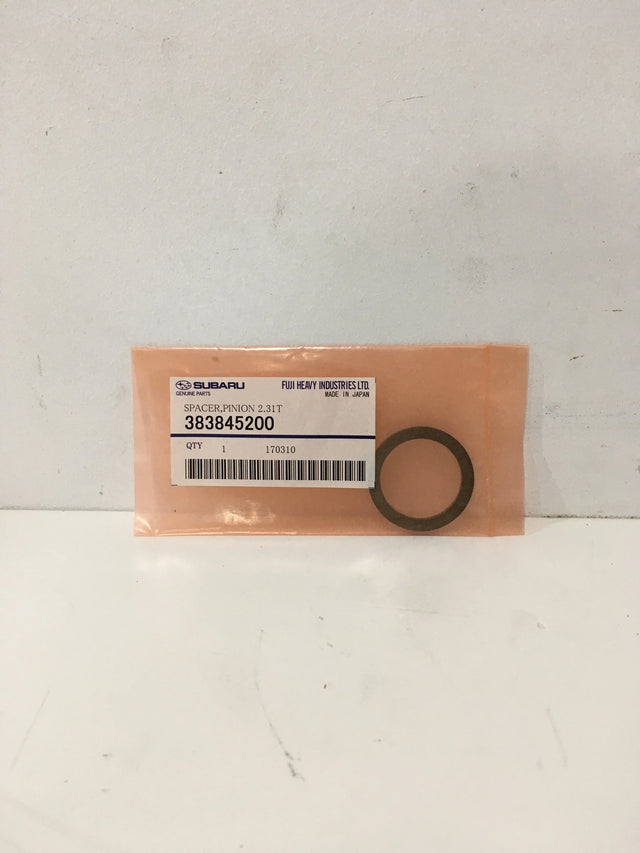 SUBARU FUJI HEAVY INDUSTRIES LTD.
GENUINE PARTS MADE IN JAPAN
SPACER,PINION 2.31T
383845200
QTY 1 170310